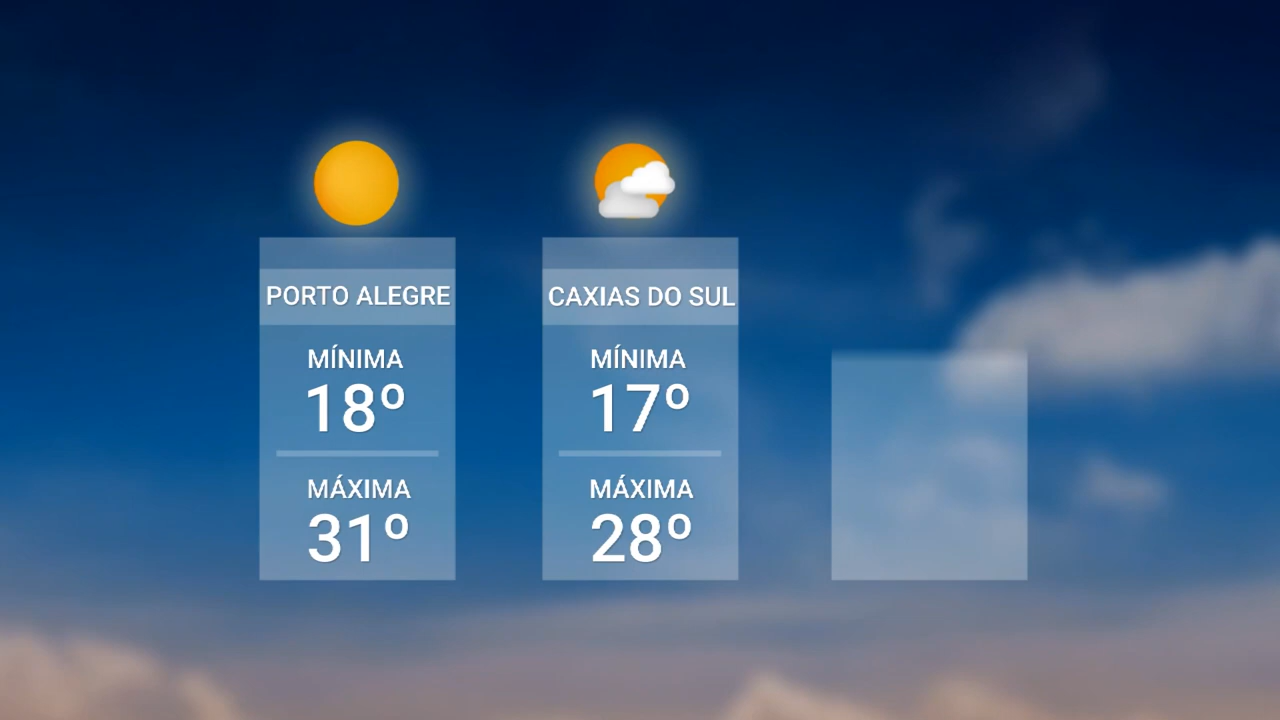 PORTO ALEGRE
MÍNIMA
18º
MÁXIMA
31º
CAXIAS DO SUL
MÍNIMA
17º
MÁXIMA
28º